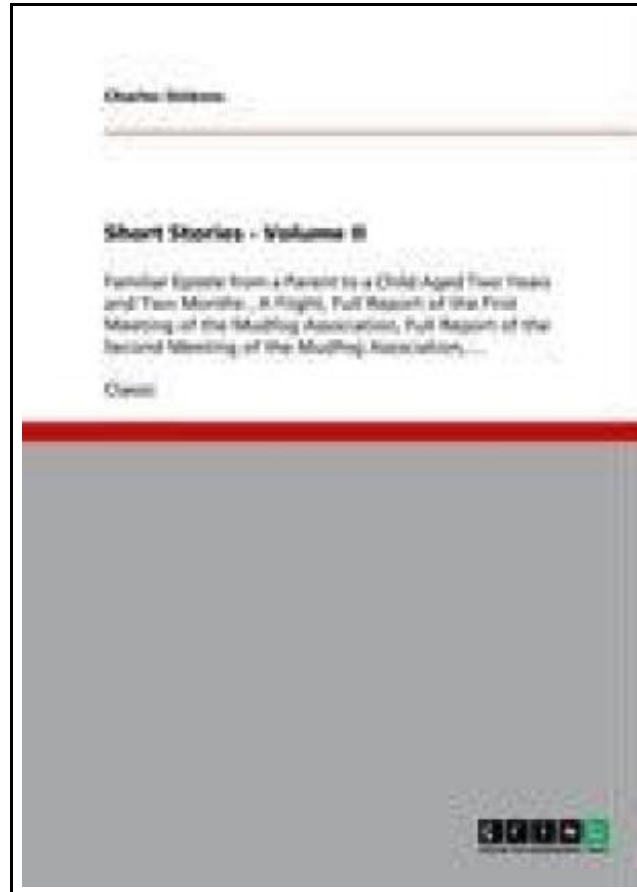 Charles Dickens
Short Stories - Volume II
Familiar Epistle from a Parent to a Child Aged Two Years
and Two Months , A Flight, Full Report of the First
Meeting of the Mudfog Association, Full Report of the
Second Meeting of the Mudfog Association, ...
Classic
GRIN